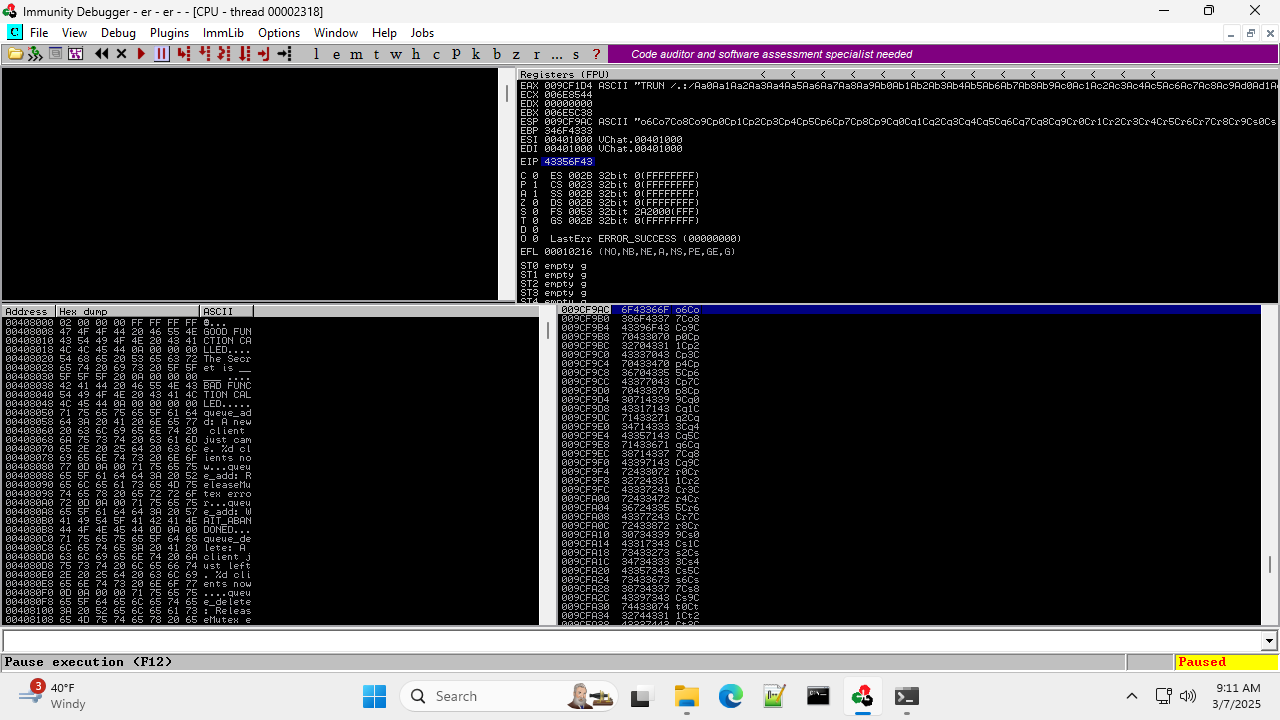 Immunity Debugger - er - er - - [CPU - thread 00002318]
C File View Debug Plugins ImmLib Options Window Help Jobs
l e m t w h c P k b z r ... s ?
Code auditor and software assessment specialist needed
Registers (FPU) < < < < < < < < < < < < < <
EAX 009CF1D4 ASCII "TRUN /.:/Aa0Aa1Aa2Aa3Aa4Aa5Aa6Aa7Aa8Aa9Ab0Ab1Ab2Ab3Ab4Ab5Ab6Ab7Ab8Ab9Ac0Ac1Ac2Ac3Ac4Ac5Ac6Ac7Ac8Ac9Ad0Ad1A
ECX 006E8544
EDX 00000000
EBX 006E5C38
ESP 009CF9AC ASCII "o6Co7Co8Co9Cp0Cp1Cp2Cp3Cp4Cp5Cp6Cp7Cp8Cp9Cq0Cq1Cq2Cq3Cq4Cq5Cq6Cq7Cq8Cq9Cr0Cr1Cr2Cr3Cr4Cr5Cr6Cr7Cr8Cr9Cs0Cs
EBP 346F4333
ESI 00401000 VChat.00401000
EDI 00401000 VChat.00401000
EIP 43356F43
C 0 ES 002B 32bit 0(FFFFFFFF)
P 1 CS 0023 32bit 0(FFFFFFFF)
A 1 SS 002B 32bit 0(FFFFFFFF)
Z 0 DS 002B 32bit 0(FFFFFFFF)
S 0 FS 0053 32bit 2A2000(FFF)
T 0 GS 002B 32bit 0(FFFFFFFF)
D 0
O 0 LastErr ERROR_SUCCESS (00000000)
EFL 00010216 (NO,NB,NE,A,NS,PE,GE,G)
ST0 empty g
ST1 empty g
ST2 empty g
ST3 empty g
ST4 empty g
Address Hex dump ASCII
00408000 02 00 00 00 FF FF FF FF ☻...
00408008 47 4F 4F 44 20 46 55 4E GOOD FUN
00408010 43 54 49 4F 4E 20 43 41 CTION CA
00408018 4C 4C 45 44 0A 00 00 00 LLED....
00408020 54 68 65 20 53 65 63 72 The Secr
00408028 65 74 20 69 73 20 5F 5F et is __
00408030 5F 5F 5F 20 0A 00 00 00 ___ ....
00408038 42 41 44 20 46 55 4E 43 BAD FUNC
00408040 54 49 4F 4E 20 43 41 4C TION CAL
00408048 4C 45 44 0A 00 00 00 00 LED.....
00408050 71 75 65 75 65 5F 61 64 queue_ad
00408058 64 3A 20 41 20 6E 65 77 d: A new
00408060 20 63 6C 69 65 6E 74 20  client 
00408068 6A 75 73 74 20 63 61 6D just cam
00408070 65 2E 20 25 64 20 63 6C e. %d cl
00408078 69 65 6E 74 73 20 6E 6F ients no
00408080 77 0D 0A 00 71 75 65 75 w...queu
00408088 65 5F 61 64 64 3A 20 52 e_add: R
00408090 65 6C 65 61 73 65 4D 75 eleaseMu
00408098 74 65 78 20 65 72 72 6F tex erro
004080A0 72 0D 0A 00 71 75 65 75 r...queu
004080A8 65 5F 61 64 64 3A 20 57 e_add: W
004080B0 41 49 54 5F 41 42 41 4E AIT_ABAN
004080B8 44 4F 4E 45 44 0D 0A 00 DONED...
004080C0 71 75 65 75 65 5F 64 65 queue_de
004080C8 6C 65 74 65 3A 20 41 20 lete: A
004080D0 63 6C 69 65 6E 74 20 6A client j
004080D8 75 73 74 20 6C 65 66 74 ust left
004080E0 2E 20 25 64 20 63 6C 69 . %d cli
004080E8 65 6E 74 73 20 6E 6F 77 ents now
004080F0 0D 0A 00 00 71 75 65 75 ....queu
004080F8 65 5F 64 65 6C 65 74 65 e_delete
00408100 3A 20 52 65 6C 65 61 73 : Releas
00408108 65 4D 75 74 65 78 20 65 eMutex e
009CF9AC 6F43366F o6Co
009CF9B0 386F4337 7Co8
009CF9B4 43396F43 Co9C
009CF9B8 70433070 p0Cp
009CF9BC 32704331 1Cp2
009CF9C0 43337043 Cp3C
009CF9C4 70433470 p4Cp
009CF9C8 36704335 5Cp6
009CF9CC 43377043 Cp7C
009CF9D0 70433870 p8Cp
009CF9D4 30714339 9Cq0
009CF9D8 43317143 Cq1C
009CF9DC 71433271 q2Cq
009CF9E0 34714333 3Cq4
009CF9E4 43357143 Cq5C
009CF9E8 71433671 q6Cq
009CF9EC 38714337 7Cq8
009CF9F0 43397143 Cq9C
009CF9F4 72433072 r0Cr
009CF9F8 32724331 1Cr2
009CF9FC 43337243 Cr3C
009CFA00 72433472 r4Cr
009CFA04 36724335 5Cr6
009CFA08 43377243 Cr7C
009CFA0C 72433872 r8Cr
009CFA10 30734339 9Cs0
009CFA14 43317343 Cs1C
009CFA18 73433273 s2Cs
009CFA1C 34734333 3Cs4
009CFA20 43357343 Cs5C
009CFA24 73433673 s6Cs
009CFA28 38734337 7Cs8
009CFA2C 43397343 Cs9C
009CFA30 74433074 t0Ct
009CFA34 32744331 1Ct2
009CFA38 43337443 Ct3C
Pause execution (F12)
Paused
3
40°F
Windy
Search
9:11 AM
3/7/2025